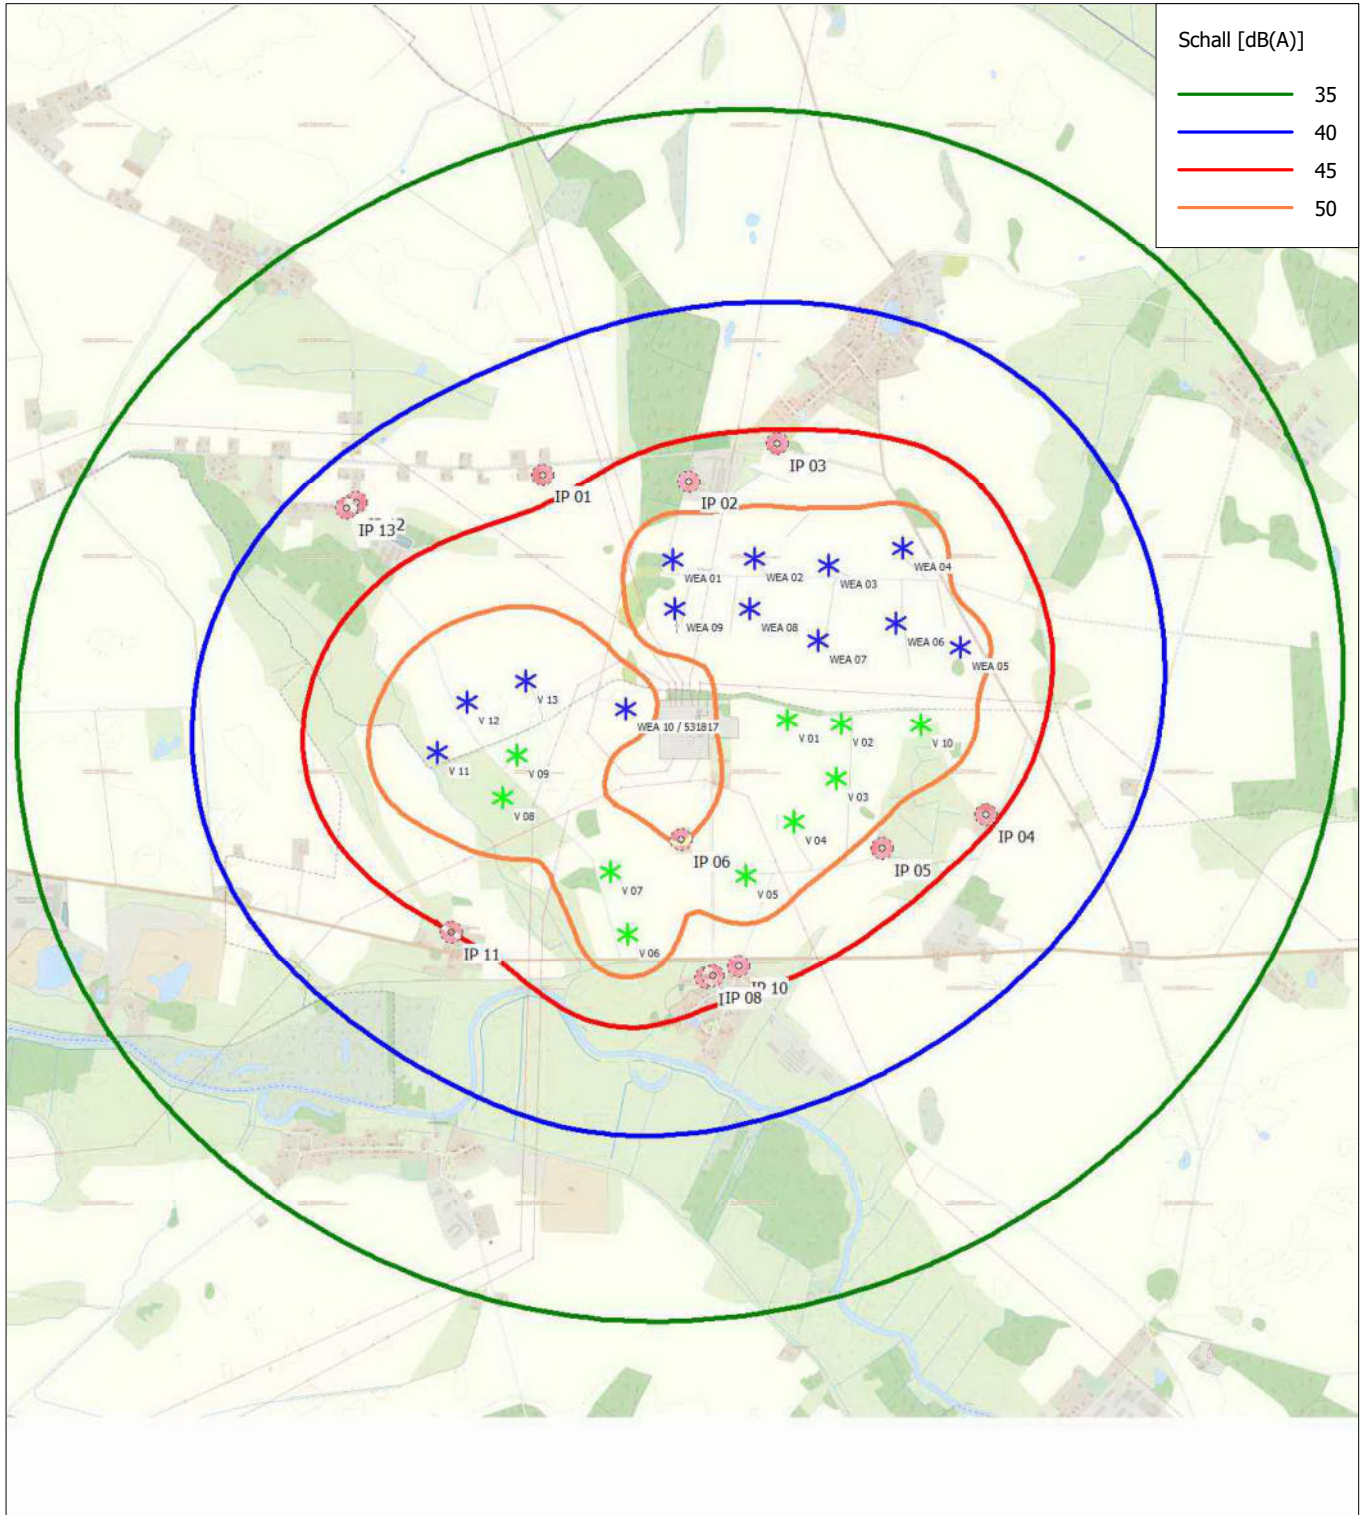 Schall [dB(A)]
35
40
45
50
IP 03
IP 01
IP 02
2
IP 13
WEA 01
WEA 02
WEA 03
WEA 04
WEA 09
WEA 08
WEA 07
WEA 06
WEA 05
V 13
V 12
WEA 10 / 531817
V 01
V 02
V 10
V 11
V 09
V 03
V 08
V 04
IP 04
IP 06
IP 05
V 07
V 05
V 06
IP 11
IP 08
10